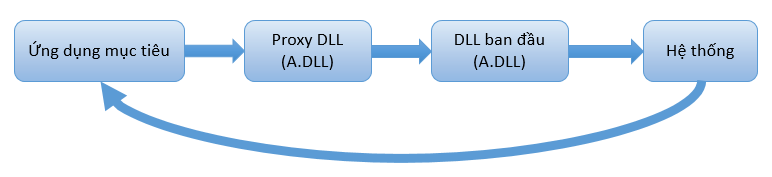 Ứng dụng mục tiêu
Proxy DLL
(A.DLL)
DLL ban đầu
(A.DLL)
Hệ thống